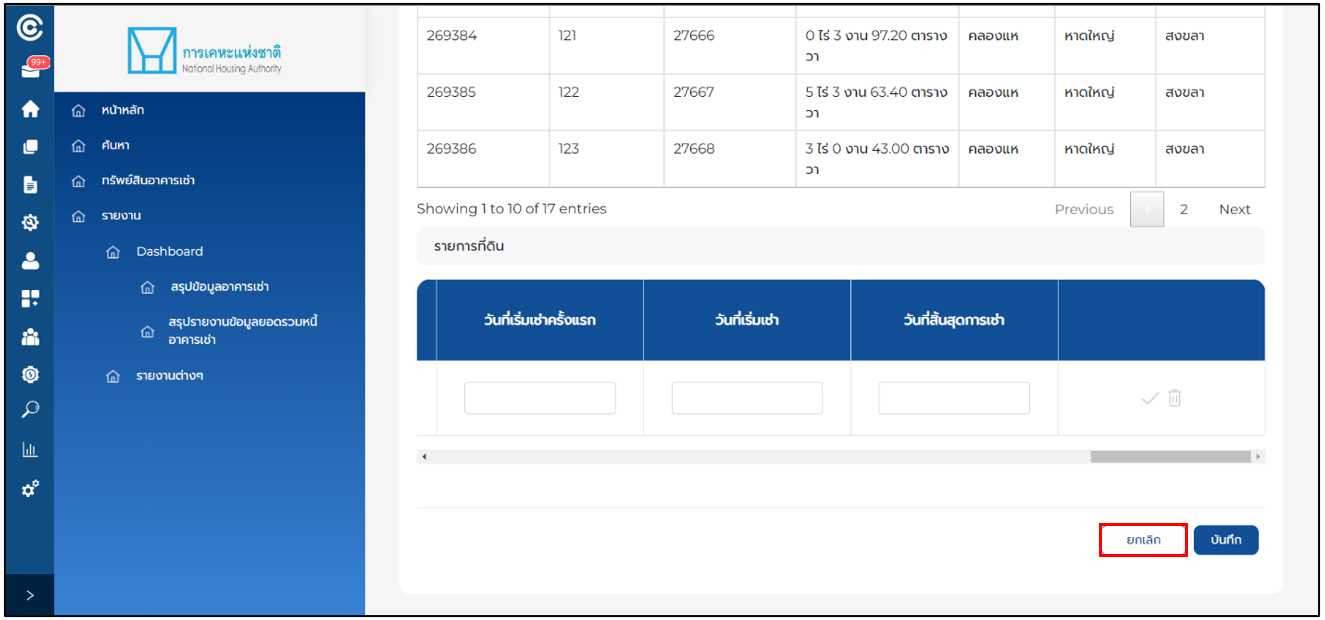 99+
การเคหะแห่งชาติ
National Housing Authority
หน้าหลัก
ค้นหา
ทรัพย์สินอาคารเช่า
รายงาน
Dashboard
สรุปข้อมูลอาคารเช่า
สรุปรายงานข้อมูลยอดรวมหนี้
อาคารเช่า
รายงานต่างๆ
269384 121 27666 0 ไร่ 3 งาน 97.20 ตาราง คลองแห หาดใหญ่ สงขลา
วา
269385 122 27667 5 ไร่ 3 งาน 63.40 ตาราง คลองแห หาดใหญ่ สงขลา
วา
269386 123 27668 3 ไร่ 0 งาน 43.00 ตาราง คลองแห หาดใหญ่ สงขลา
วา
Showing 1 to 10 of 17 entries Previous 1 2 Next
รายการที่ดิน
วันที่เริ่มเช่าครั้งแรก วันที่เริ่มเช่า วันที่สิ้นสุดการเช่า
ยกเลิก บันทึก